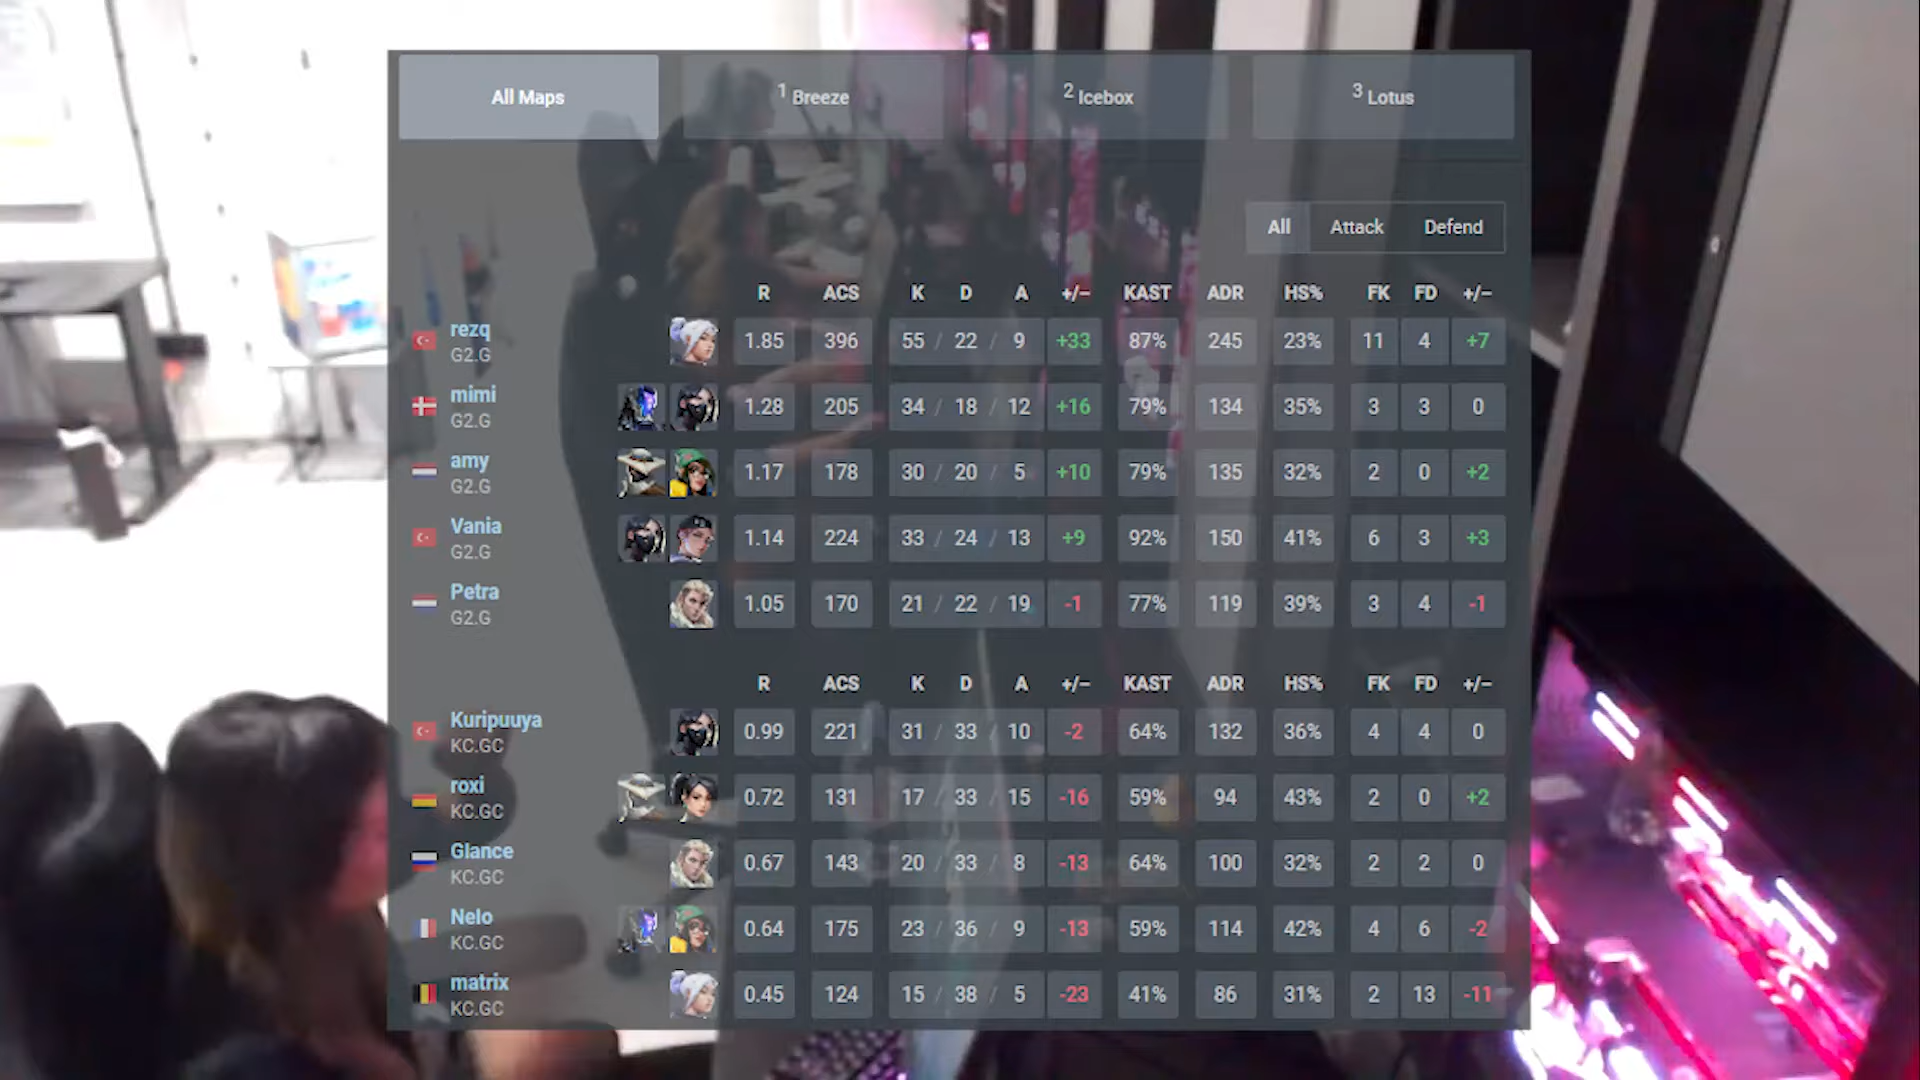 All Maps 1 Breeze 2 Icebox 3 Lotus
All Attack Defend
R ACS K D A +/– KAST ADR HS% FK FD +/–
rezq 1.85 396 55 / 22 / 9 +33 87% 245 23% 11 4 +7
G2.G
mimi 1.28 205 34 / 18 / 12 +16 79% 134 35% 3 3 0
G2.G
amy 1.17 178 30 / 20 / 5 +10 79% 135 32% 2 0 +2
G2.G
Vania 1.14 224 33 / 24 / 13 +9 92% 150 41% 6 3 +3
G2.G
Petra 1.05 170 21 / 22 / 19 -1 77% 119 39% 3 4 -1
G2.G
R ACS K D A +/– KAST ADR HS% FK FD +/–
Kuripuuya 0.99 221 31 / 33 / 10 -2 64% 132 36% 4 4 0
KC.GC
roxi 0.72 131 17 / 33 / 15 -16 59% 94 43% 2 0 +2
KC.GC
Glance 0.67 143 20 / 33 / 8 -13 64% 100 32% 2 2 0
KC.GC
Nelo 0.64 175 23 / 36 / 9 -13 59% 114 42% 4 6 -2
KC.GC
matrix 0.45 124 15 / 38 / 5 -23 41% 86 31% 2 13 -11
KC.GC